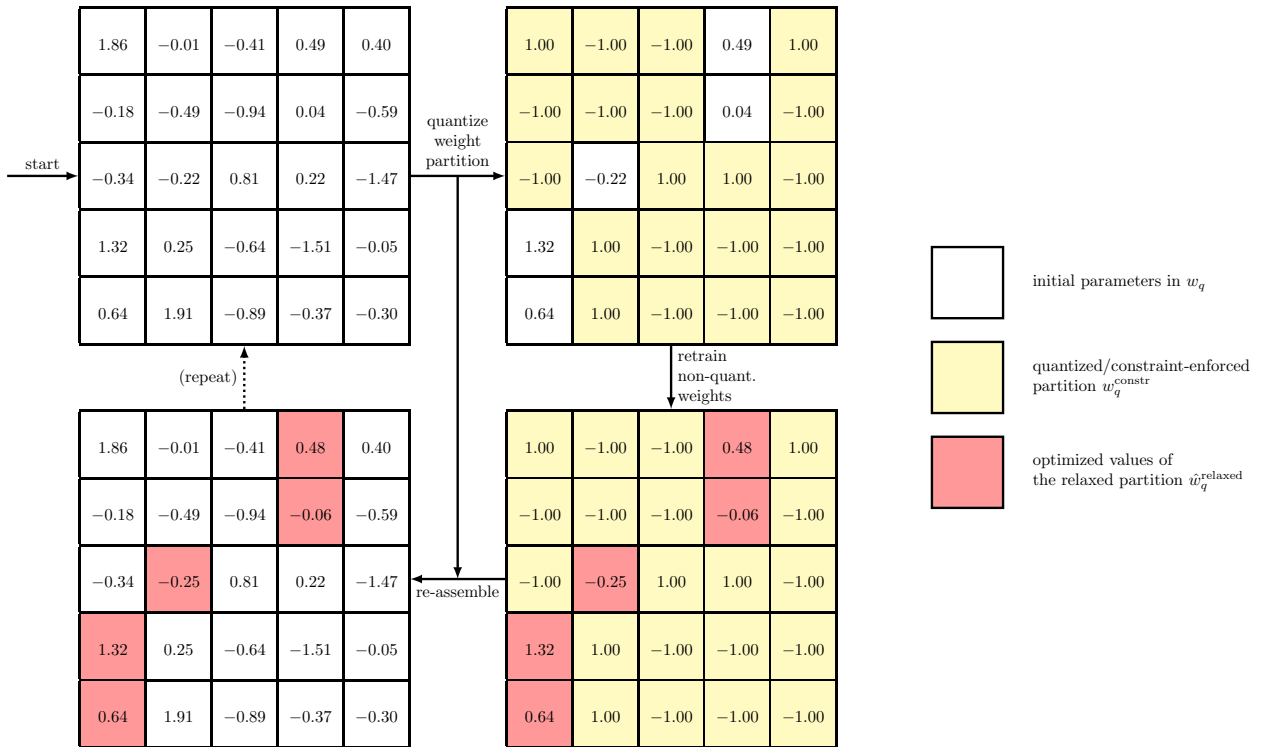 1.86 −0.01 −0.41 0.49 0.40
−0.18 −0.49 −0.94 0.04 −0.59
−0.34 −0.22 0.81 0.22 −1.47
1.32 0.25 −0.64 −1.51 −0.05
0.64 1.91 −0.89 −0.37 −0.30
start
quantize
weight
partition
1.00 −1.00 −1.00 0.49 1.00
−1.00 −1.00 −1.00 0.04 −1.00
−1.00 −0.22 1.00 1.00 −1.00
1.32 1.00 −1.00 −1.00 −1.00
0.64 1.00 −1.00 −1.00 −1.00
retrain
non-quant.
weights
(repeat)
1.86 −0.01 −0.41 0.48 0.40
−0.18 −0.49 −0.94 −0.06 −0.59
−0.34 −0.25 0.81 0.22 −1.47
1.32 0.25 −0.64 −1.51 −0.05
0.64 1.91 −0.89 −0.37 −0.30
re-assemble
1.00 −1.00 −1.00 0.48 1.00
−1.00 −1.00 −1.00 −0.06 −1.00
−1.00 −0.25 1.00 1.00 −1.00
1.32 1.00 −1.00 −1.00 −1.00
0.64 1.00 −1.00 −1.00 −1.00
initial parameters in $w_q$
quantized/constraint-enforced
partition $w_q^{\text{constr}}$
optimized values of
the relaxed partition $\hat{w}_q^{\text{relaxed}}$